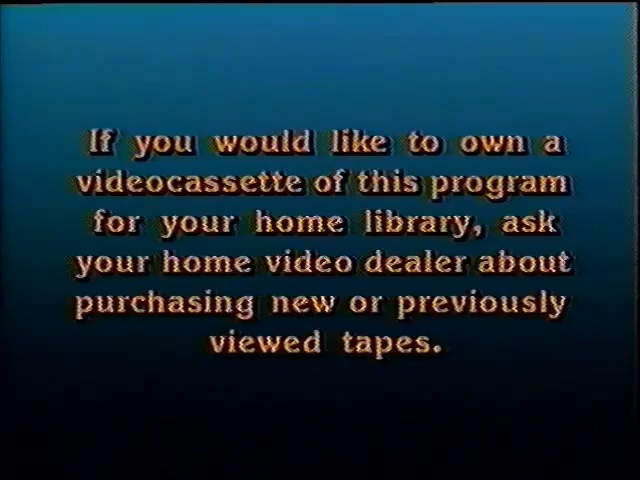 If you would like to own a
videocassette of this program
for your home library, ask
your home video dealer about
purchasing new or previously
viewed tapes.